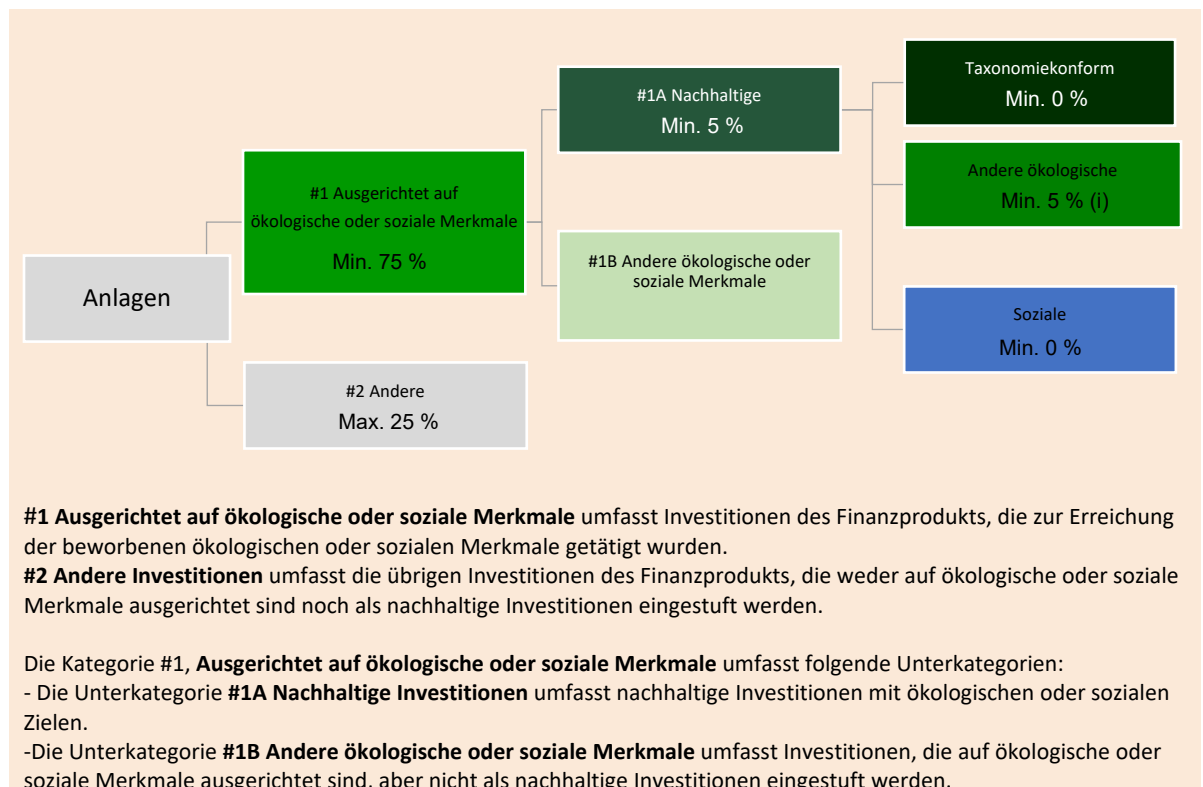 Taxonomiekonform
Min. 0 %
#1A Nachhaltige
Min. 5 %
Andere ökologische
Min. 5 % (i)
#1 Ausgerichtet auf
ökologische oder soziale Merkmale
Min. 75 %
#1B Andere ökologische oder
soziale Merkmale
Anlagen
Soziale
Min. 0 %
#2 Andere
Max. 25 %
#1 Ausgerichtet auf ökologische oder soziale Merkmale umfasst Investitionen des Finanzprodukts, die zur Erreichung
der beworbenen ökologischen oder sozialen Merkmale getätigt wurden.
#2 Andere Investitionen umfasst die übrigen Investitionen des Finanzprodukts, die weder auf ökologische oder soziale
Merkmale ausgerichtet sind noch als nachhaltige Investitionen eingestuft werden.
Die Kategorie #1, Ausgerichtet auf ökologische oder soziale Merkmale umfasst folgende Unterkategorien:
- Die Unterkategorie #1A Nachhaltige Investitionen umfasst nachhaltige Investitionen mit ökologischen oder sozialen
Zielen.
-Die Unterkategorie #1B Andere ökologische oder soziale Merkmale umfasst Investitionen, die auf ökologische oder
soziale Merkmale ausgerichtet sind, aber nicht als nachhaltige Investitionen eingestuft werden.